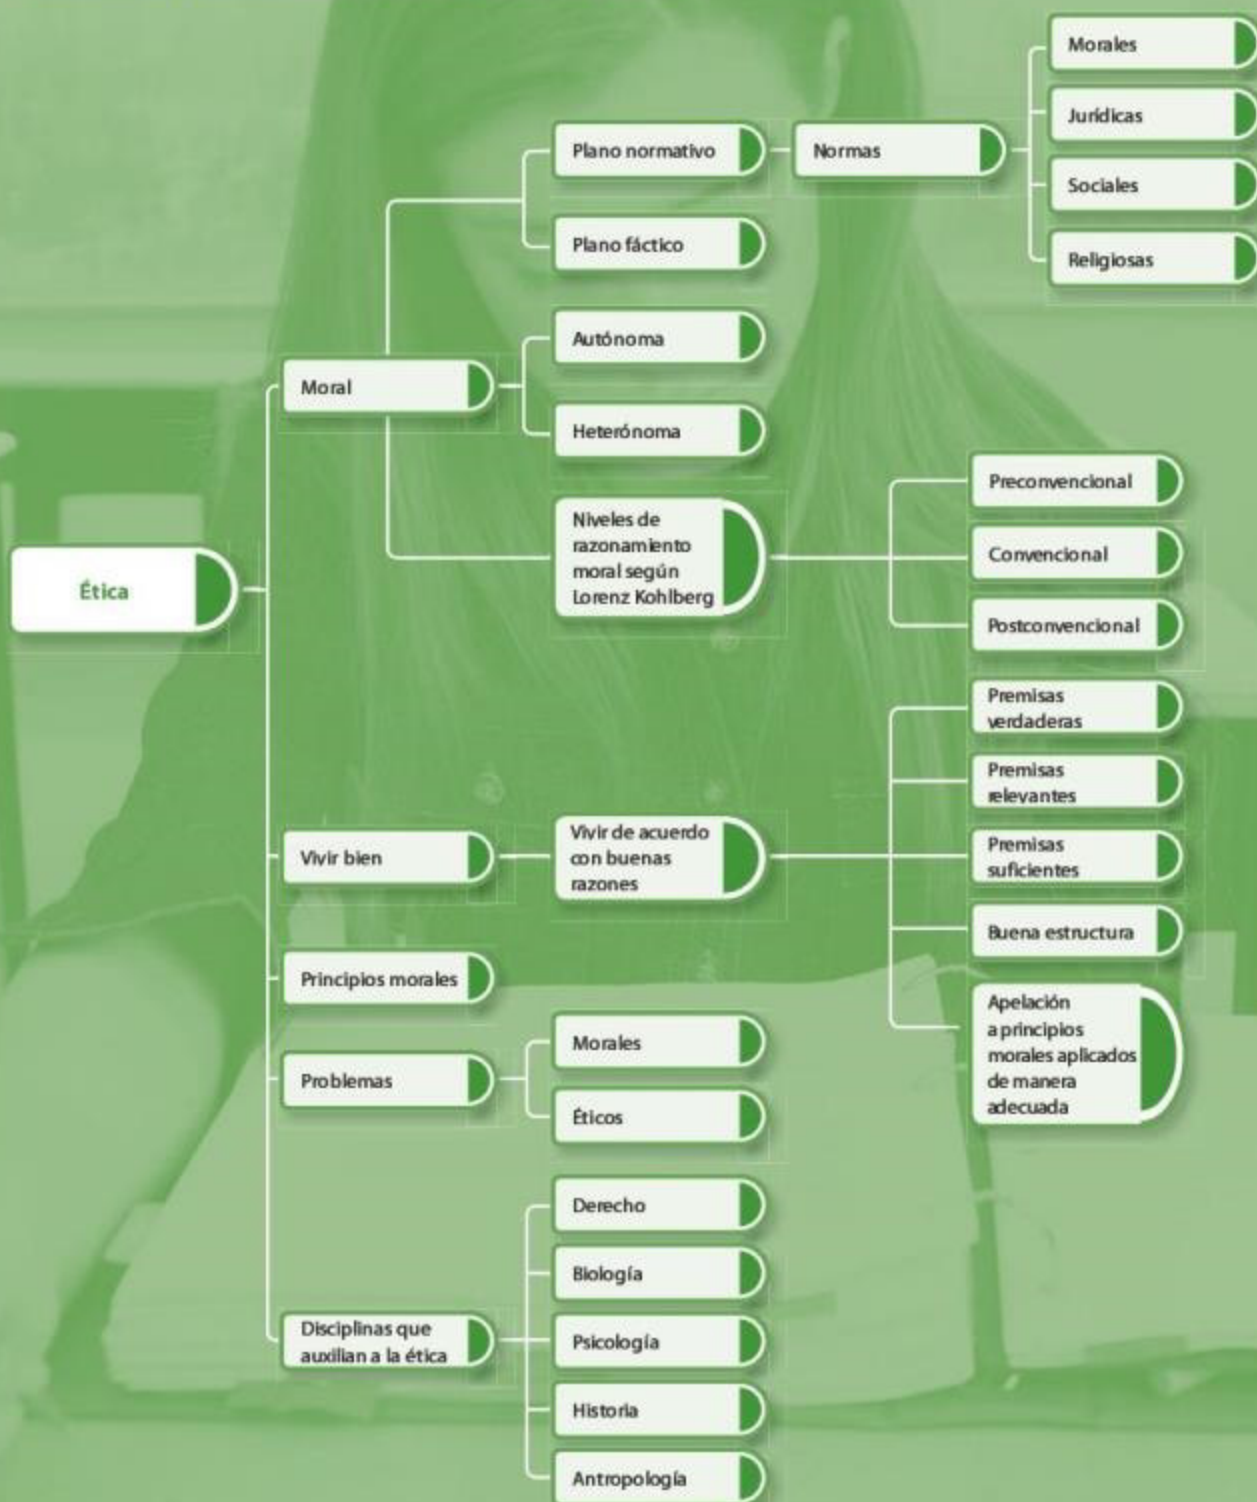 Ética
Moral
Plano normativo
Normas
Morales
Jurídicas
Sociales
Religiosas
Plano fáctico
Autónoma
Heterónoma
Niveles de
razonamiento
moral según
Lorenz Kohlberg
Preconvencional
Convencional
Postconvencional
Vivir bien
Vivir de acuerdo
con buenas
razones
Premisas
verdaderas
Premisas
relevantes
Premisas
suficientes
Buena estructura
Apelación
a principios
morales aplicados
de manera
adecuada
Principios morales
Problemas
Morales
Éticos
Disciplinas que
auxilian a la ética
Derecho
Biología
Psicología
Historia
Antropología